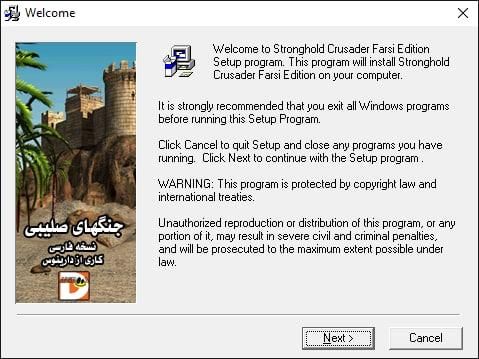 Welcome
Welcome to Stronghold Crusader Farsi Edition
Setup program. This program will install Stronghold
Crusader Farsi Edition on your computer.
It is strongly recommended that you exit all Windows programs
before running this Setup Program.
Click Cancel to quit Setup and close any programs you have
running. Click Next to continue with the Setup program .
WARNING: This program is protected by copyright law and
international treaties.
Unauthorized reproduction or distribution of this program, or any
portion of it, may result in severe civil and criminal penalties,
and will be prosecuted to the maximum extent possible under
law.
جنگهای صلیبی
نسخه فارسی
کاری از دارینوس
Next >
Cancel